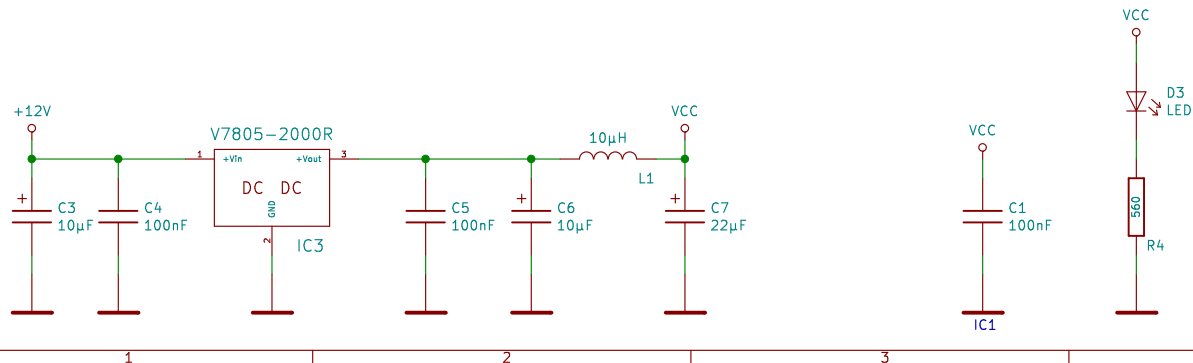 VCC
+12V
V7805-2000R
1
+Vin
+Vout
3
DC DC
GND
2
IC3
+
C3
10µF
C4
100nF
C5
100nF
+
C6
10µF
10µH
L1
VCC
+
C7
22µF
VCC
C1
100nF
IC1
D3
LED
560
R4
1
2
3